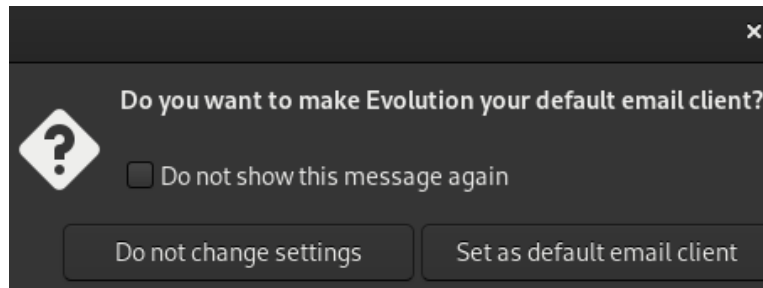 Do you want to make Evolution your default email client?
Do not show this message again
Do not change settings
Set as default email client